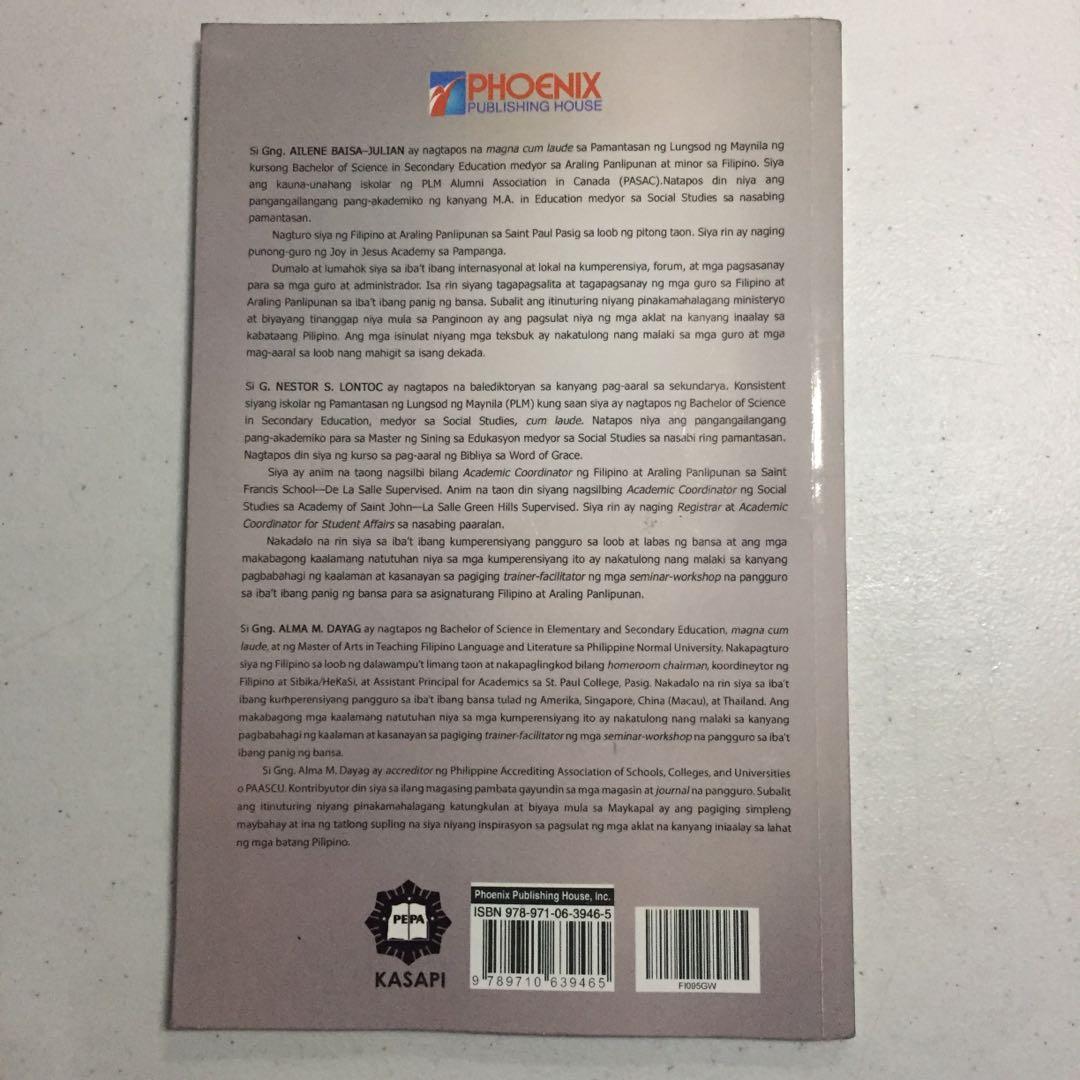 PHOENIX
PUBLISHING HOUSE
Si Gng. AILENE BAISA-JULIAN ay nagtapos na magna cum laude sa Pamantasan ng Lungsod ng Maynila ng
kursong Bachelor of Science in Secondary Education medyor sa Araling Panlipunan at minor sa Filipino. Siya
ang kauna-unahang iskolar ng PLM Alumni Association in Canada (PASAC).Natapos din niya ang
pangangailangang pang-akademiko ng kanyang M.A. in Education medyor sa Social Studies sa nasabing
pamantasan.
Nagturo siya ng Filipino at Araling Panlipunan sa Saint Paul Pasig sa loob ng pitong taon. Siya rin ay naging
punong-guro ng Joy in Jesus Academy sa Pampanga.
Dumalo at lumahok siya sa iba't ibang internasyonal at lokal na kumperensiya, forum, at mga pagsasanay
para sa mga guro at administrador. Isa rin siyang tagapagsalita at tagapagsanay ng mga guro sa Filipino at
Araling Panlipunan sa iba't ibang panig ng bansa. Subalit ang itinuturing niyang pinakamahalagang ministeryo
at biyayang tinanggap niya mula sa Panginoon ay ang pagsulat niya ng mga aklat na kanyang inaalay sa
kabataang Pilipino. Ang mga isinulat niyang mga teksbuk ay nakatulong nang malaki sa mga guro at mga
mag-aaral sa loob nang mahigit sa isang dekada.
Si G. NESTOR S. LONTOC ay nagtapos na balediktoryan sa kanyang pag-aaral sa sekundarya. Konsistent
siyang iskolar ng Pamantasan ng Lungsod ng Maynila (PLM) kung saan siya ay nagtapos ng Bachelor of Science
in Secondary Education, medyor sa Social Studies, cum laude. Natapos niya ang pangangailangang
pang-akademiko para sa Master ng Sining sa Edukasyon medyor sa Social Studies sa nasabi ring pamantasan.
Nagtapos din siya ng kurso sa pag-aaral ng Bibliya sa Word of Grace.
Siya ay anim na taong nagsilbi bilang Academic Coordinator ng Filipino at Araling Panlipunan sa Saint
Francis School—De La Salle Supervised. Anim na taon din siyang nagsilbing Academic Coordinator ng Social
Studies sa Academy of Saint John—La Salle Green Hills Supervised. Siya rin ay naging Registrar at Academic
Coordinator for Student Affairs sa nasabing paaralan.
Nakadalo na rin siya sa iba't ibang kumperensiyang pangguro sa loob at labas ng bansa at ang mga
makabagong kaalamang natutuhan niya sa mga kumperensiyang ito ay nakatulong nang malaki sa kanyang
pagbabahagi ng kaalaman at kasanayan sa pagiging trainer-facilitator ng mga seminar-workshop na pangguro
sa iba't ibang panig ng bansa para sa asignaturang Filipino at Araling Panlipunan.
Si Gng. ALMA M. DAYAG ay nagtapos ng Bachelor of Science in Elementary and Secondary Education, magna cum
laude, at ng Master of Arts in Teaching Filipino Language and Literature sa Philippine Normal University. Nakapagturo
siya ng Filipino sa loob ng dalawampu't limang taon at nakapaglingkod bilang homeroom chairman, koordineytor ng
Filipino at Sibika/HeKaSi, at Assistant Principal for Academics sa St. Paul College, Pasig. Nakadalo na rin siya sa iba't
ibang kumperensiyang pangguro sa iba't ibang bansa tulad ng Amerika, Singapore, China (Macau), at Thailand. Ang
makabagong mga kaalamang natutuhan niya sa mga kumperensiyang ito ay nakatulong nang malaki sa kanyang
pagbabahagi ng kaalaman at kasanayan sa pagiging trainer-facilitator ng mga seminar-workshop na pangguro sa iba't
ibang panig ng bansa.
Si Gng. Alma M. Dayag ay accreditor ng Philippine Accrediting Association of Schools, Colleges, and Universities
o PAASCU. Kontribyutor din siya sa ilang magasing pambata gayundin sa mga magasin at journal na pangguro. Subalit
ang itinuturing niyang pinakamahalagang katungkulan at biyaya mula sa Maykapal ay ang pagiging simpleng
maybahay at ina ng tatlong supling na siya niyang inspirasyon sa pagsulat ng mga aklat na kanyang iniaalay sa lahat
ng mga batang Pilipino.
PEPA
KASAPI
Phoenix Publishing House, Inc.
ISBN 978-971-06-3946-5
9 789710 639465
FI095GW